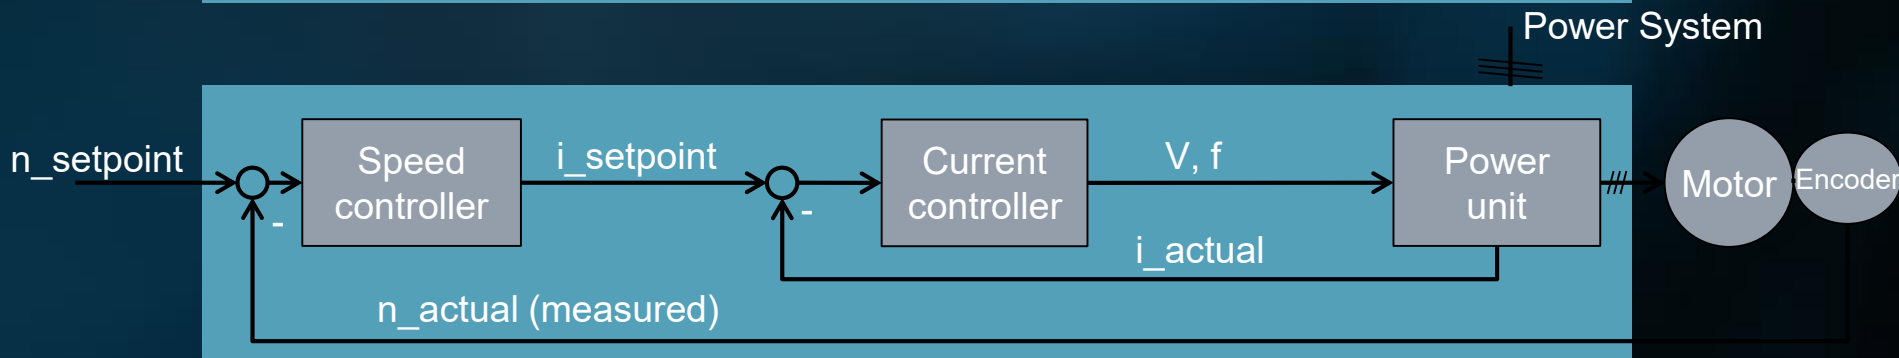 Power System
n_setpoint
Speed
controller
i_setpoint
-
Current
controller
V, f
Power
unit
Motor
Encoder
-
i_actual
n_actual (measured)